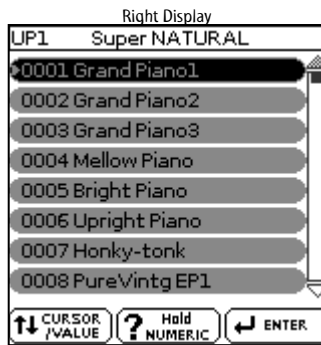 Right Display
UP1 Super NATURAL
0001 Grand Piano1
0002 Grand Piano2
0003 Grand Piano3
0004 Mellow Piano
0005 Bright Piano
0006 Upright Piano
0007 Honky-tonk
0008 PureVintg EP1
CURSOR /VALUE ? Hold NUMERIC ENTER